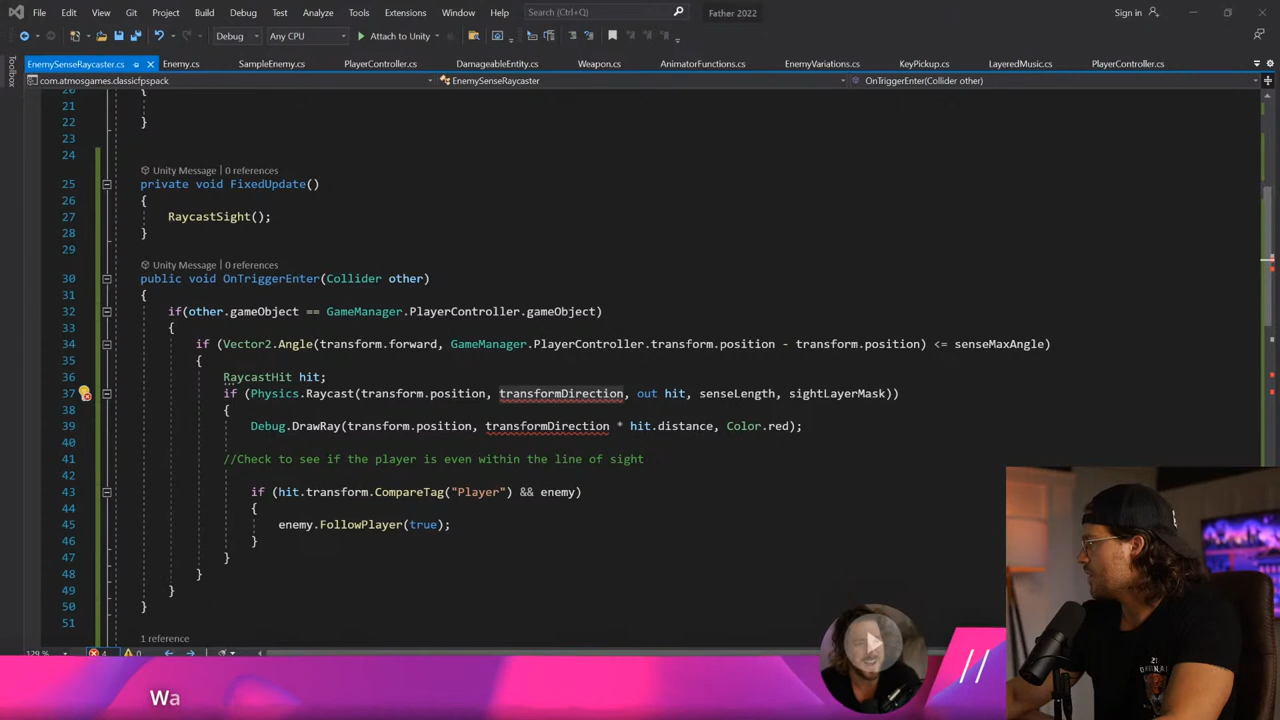 File Edit View Git Project Build Debug Test Analyze Tools Extensions Window Help Search (Ctrl+Q) Father 2022 Sign in
Debug Any CPU Attach to Unity
EnemySenseRaycaster.cs Enemy.cs SampleEnemy.cs PlayerController.cs DamageableEntity.cs Weapon.cs AnimatorFunctions.cs EnemyVariations.cs KeyPickup.cs LayeredMusic.cs PlayerController.cs
Toolbox
com.atmosgames.classicfpspack EnemySenseRaycaster OnTriggerEnter(Collider other)
20 {
21
22 }
23
24
Unity Message | 0 references
25 private void FixedUpdate()
26 {
27 RaycastSight();
28 }
29
Unity Message | 0 references
30 public void OnTriggerEnter(Collider other)
31 {
32 if(other.gameObject == GameManager.PlayerController.gameObject)
33 {
34 if (Vector2.Angle(transform.forward, GameManager.PlayerController.transform.position - transform.position) <= senseMaxAngle)
35 {
36 RaycastHit hit;
37 if (Physics.Raycast(transform.position, transformDirection, out hit, senseLength, sightLayerMask))
38 {
39 Debug.DrawRay(transform.position, transformDirection * hit.distance, Color.red);
40
41 //Check to see if the player is even within the line of sight
42
43 if (hit.transform.CompareTag("Player") && enemy)
44 {
45 enemy.FollowPlayer(true);
46 }
47 }
48 }
49 }
50 }
51
1 reference
129 % 4 0
Wa //